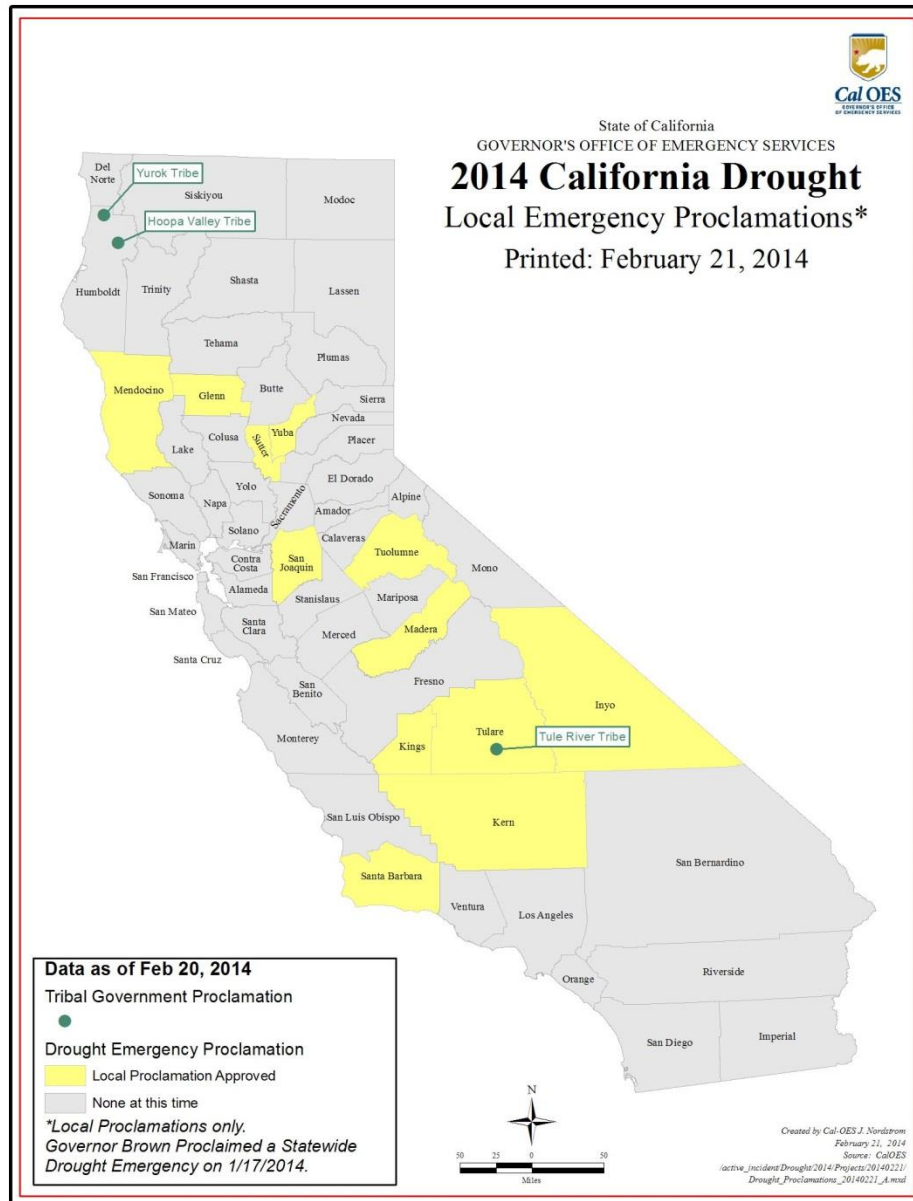 Cal OES
GOVERNOR'S OFFICE
OF EMERGENCY SERVICES
State of California
GOVERNOR'S OFFICE OF EMERGENCY SERVICES
2014 California Drought
Local Emergency Proclamations*
Printed: February 21, 2014
Del
Norte
Yurok Tribe
Siskiyou
Modoc
Hoopa Valley Tribe
Humboldt
Trinity
Shasta
Lassen
Tehama
Plumas
Mendocino
Glenn
Butte
Sierra
Nevada
Yuba
Sutter
Colusa
Placer
Lake
El Dorado
Yolo
Sonoma
Napa
Sacramento
Alpine
Amador
Solano
Calaveras
Marin
Tuolumne
San
Joaquin
Contra
Costa
Mono
San Francisco
Alameda
Stanislaus
Mariposa
San Mateo
Santa
Clara
Merced
Madera
Santa Cruz
Fresno
San
Benito
Inyo
Monterey
Kings
Tulare
Tule River Tribe
San Luis Obispo
Kern
San Bernardino
Santa Barbara
Ventura
Los Angeles
Orange
Riverside
San Diego
Imperial
Data as of Feb 20, 2014
Tribal Government Proclamation
Drought Emergency Proclamation
Local Proclamation Approved
None at this time
*Local Proclamations only.
Governor Brown Proclaimed a Statewide
Drought Emergency on 1/17/2014.
N
50 25 0 50
Miles
Created by Cal-OES J. Nordstrom
February 21, 2014
Source: CalOES
/active_incident/Drought/2014/Projects/20140221/
Drought_Proclamations_20140221_A.mxd